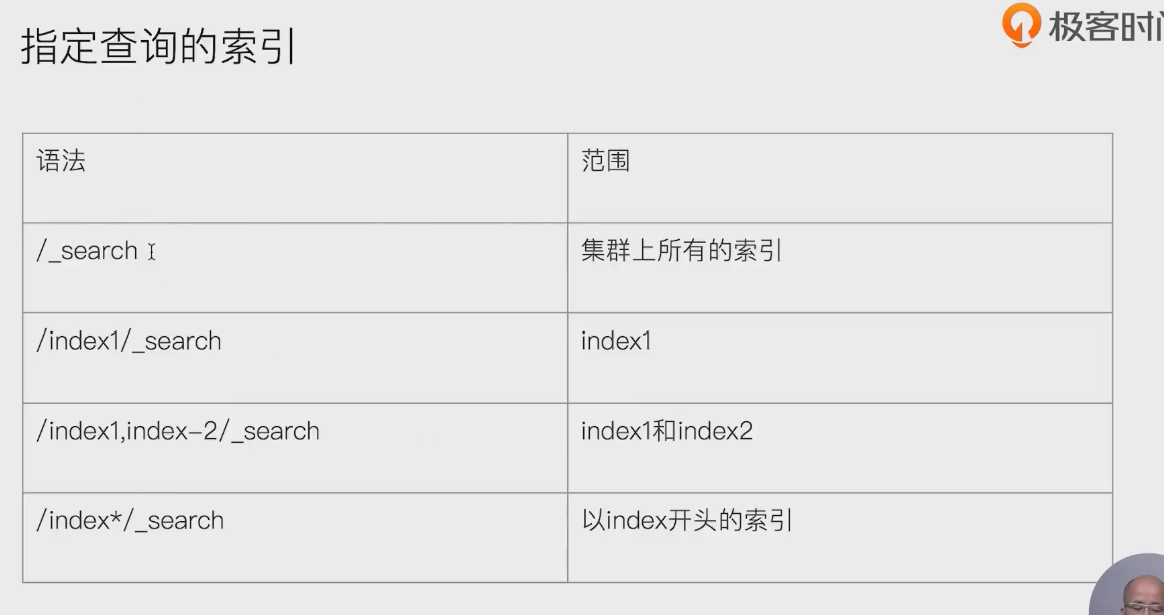 指定查询的索引
极客时间
语法
范围
/_search
集群上所有的索引
/index1/_search
index1
/index1,index-2/_search
index1和index2
/index*/_search
以index开头的索引